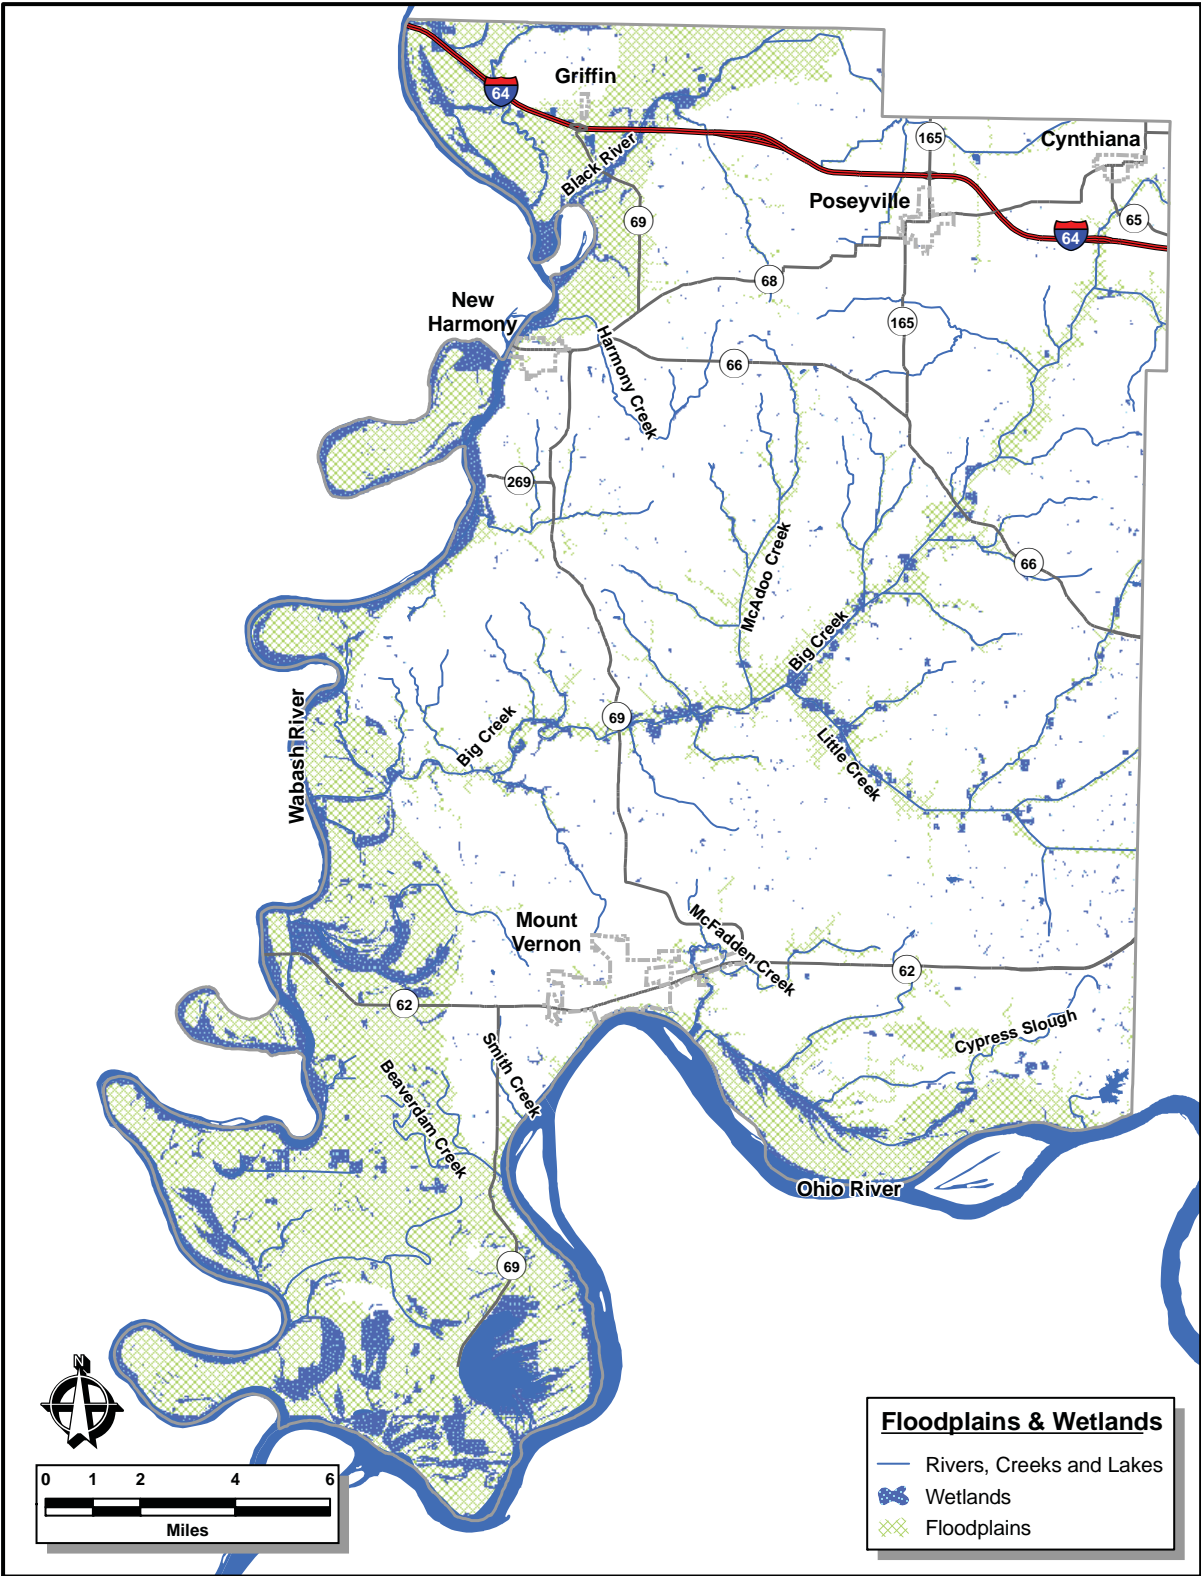 Griffin
64
Black River
165
Cynthiana
Poseyville
69
65
64
68
New
Harmony
165
Harmony Creek
66
269
McAdoo Creek
66
Big Creek
Wabash River
Big Creek
69
Little Creek
Mount
Vernon
McFadden Creek
62
62
Smith Creek
Cypress Slough
Beaverdam Creek
Ohio River
69
N
0 1 2 4 6
Miles
Floodplains & Wetlands
Rivers, Creeks and Lakes
Wetlands
Floodplains